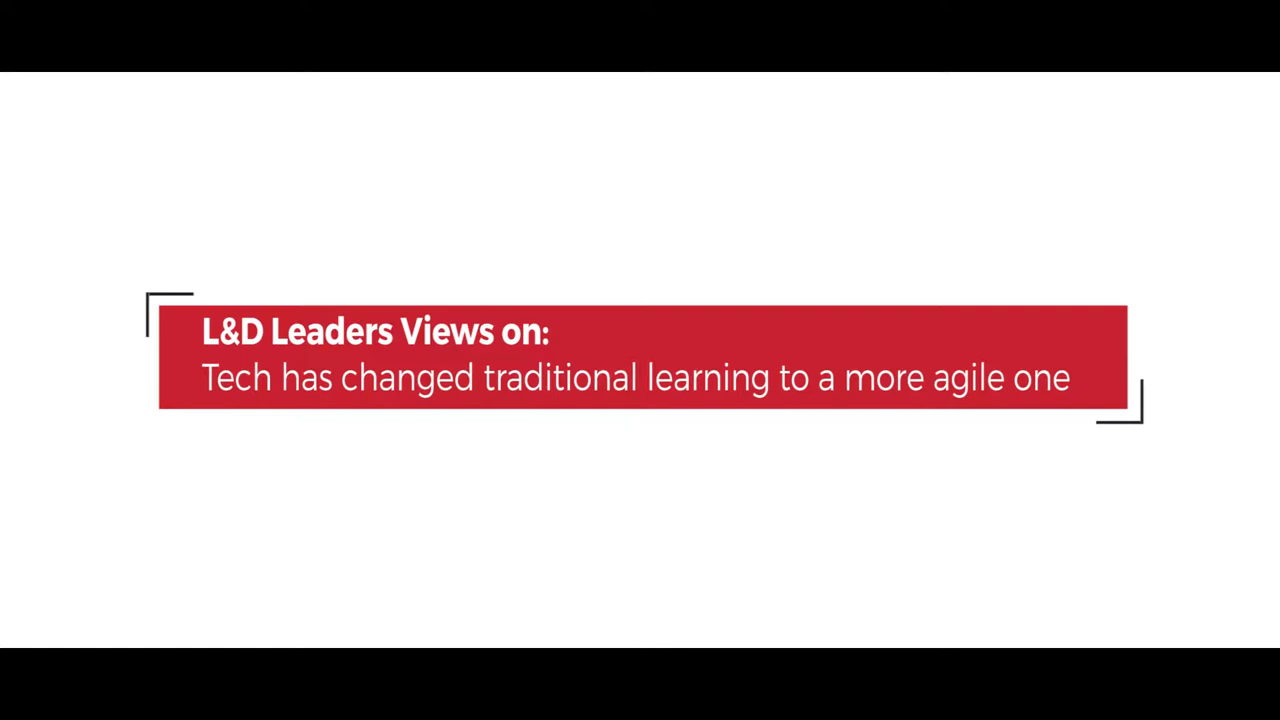 L&D Leaders Views on:
Tech has changed traditional learning to a more agile one